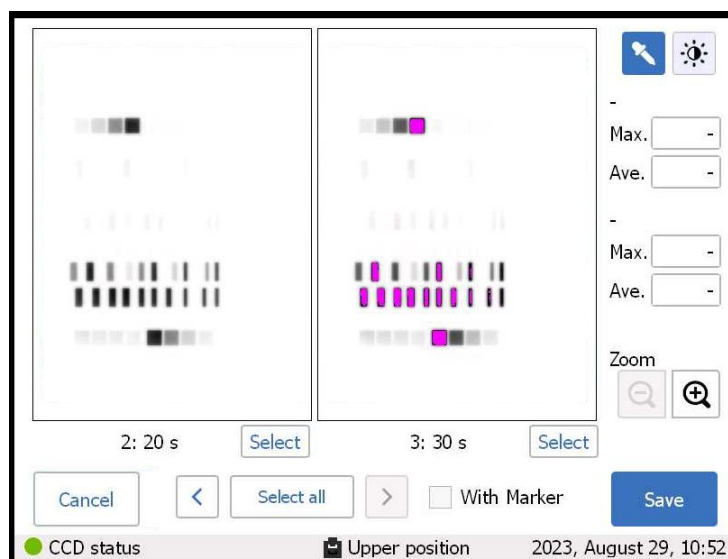 -
Max. -
Ave. -
-
Max. -
Ave. -
Zoom
2: 20 s Select 3: 30 s Select
Cancel < Select all > With Marker Save
CCD status Upper position 2023, August 29, 10:52